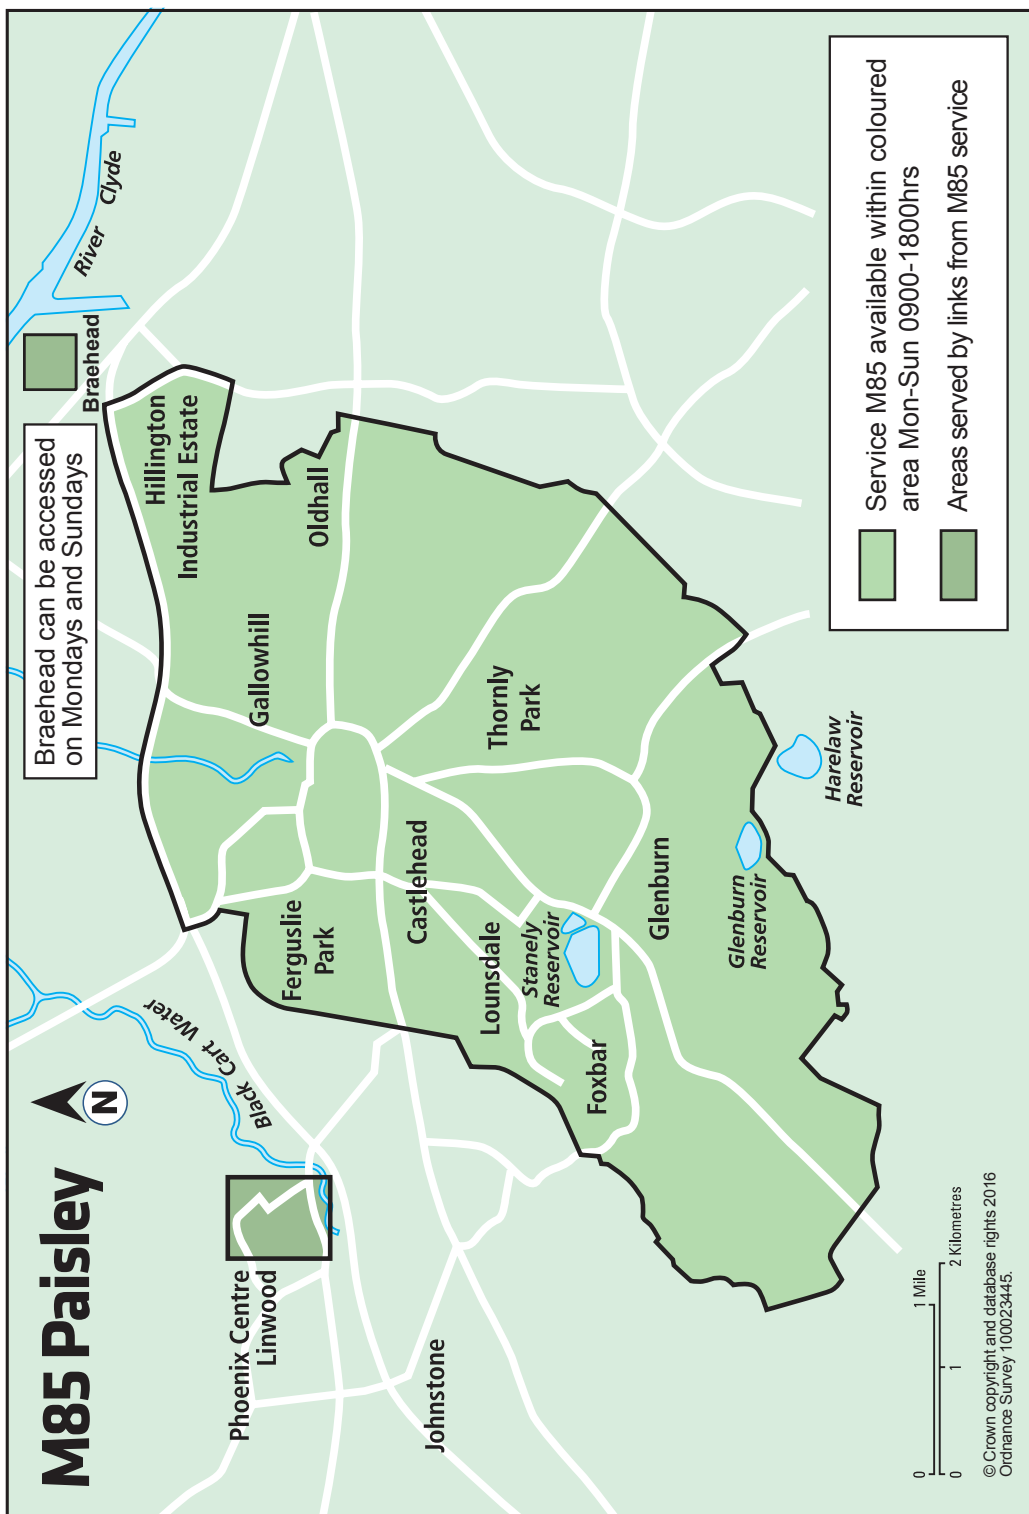 M85 Paisley
N
Braehead can be accessed
on Mondays and Sundays
Braehead
River Clyde
Black Cart Water
Phoenix Centre
Linwood
Johnstone
Hillington
Industrial Estate
Oldhall
Gallowhill
Ferguslie
Park
Castlehead
Thornly
Park
Lounsdale
Stanely
Reservoir
Foxbar
Glenburn
Glenburn
Reservoir
Harelaw
Reservoir
Service M85 available within coloured
area Mon-Sun 0900-1800hrs
Areas served by links from M85 service
0 1 Mile
0 1 2 Kilometres
© Crown copyright and database rights 2016
Ordnance Survey 100023445.